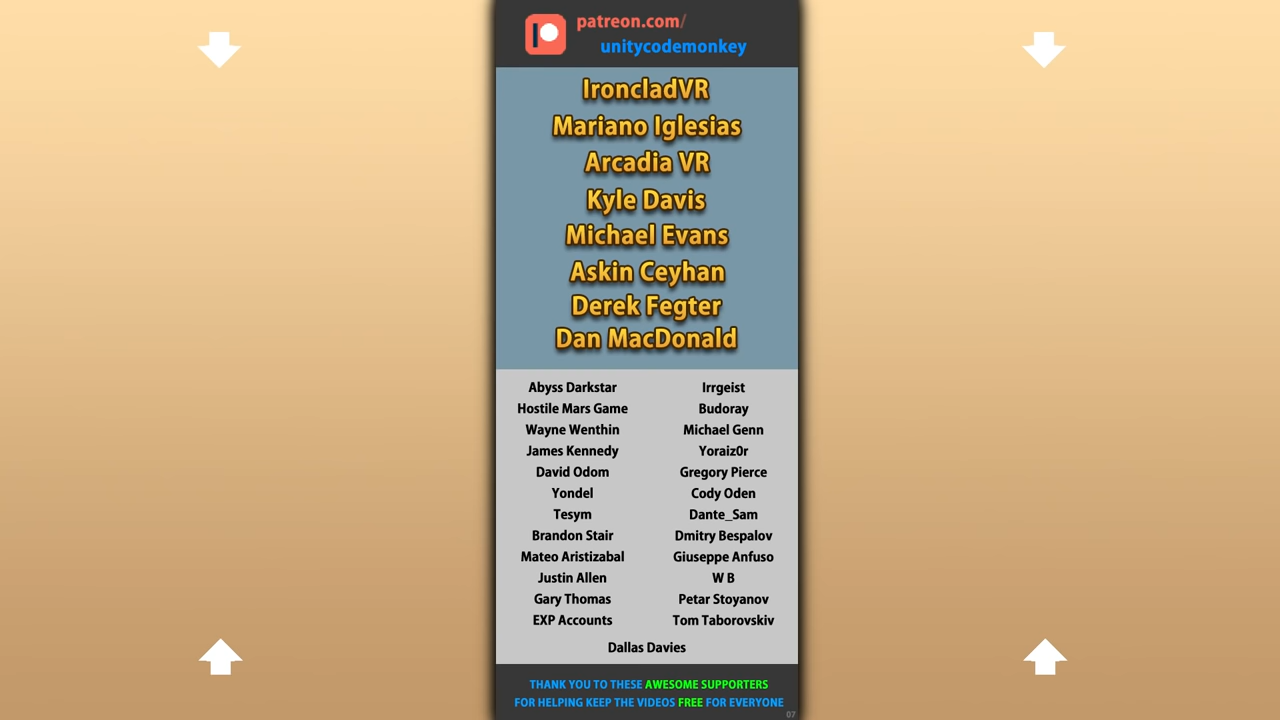 patreon.com/
unitycodemonkey
IroncladVR
Mariano Iglesias
Arcadia VR
Kyle Davis
Michael Evans
Askin Ceyhan
Derek Fegter
Dan MacDonald
Abyss Darkstar
Irrgeist
Hostile Mars Game
Budoray
Wayne Wenthin
Michael Genn
James Kennedy
Yoraiz0r
David Odom
Gregory Pierce
Yondel
Cody Oden
Tesym
Dante_Sam
Brandon Stair
Dmitry Bespalov
Mateo Aristizabal
Giuseppe Anfuso
Justin Allen
W B
Gary Thomas
Petar Stoyanov
EXP Accounts
Tom Taborovskiv
Dallas Davies
THANK YOU TO THESE AWESOME SUPPORTERS
FOR HELPING KEEP THE VIDEOS FREE FOR EVERYONE
07